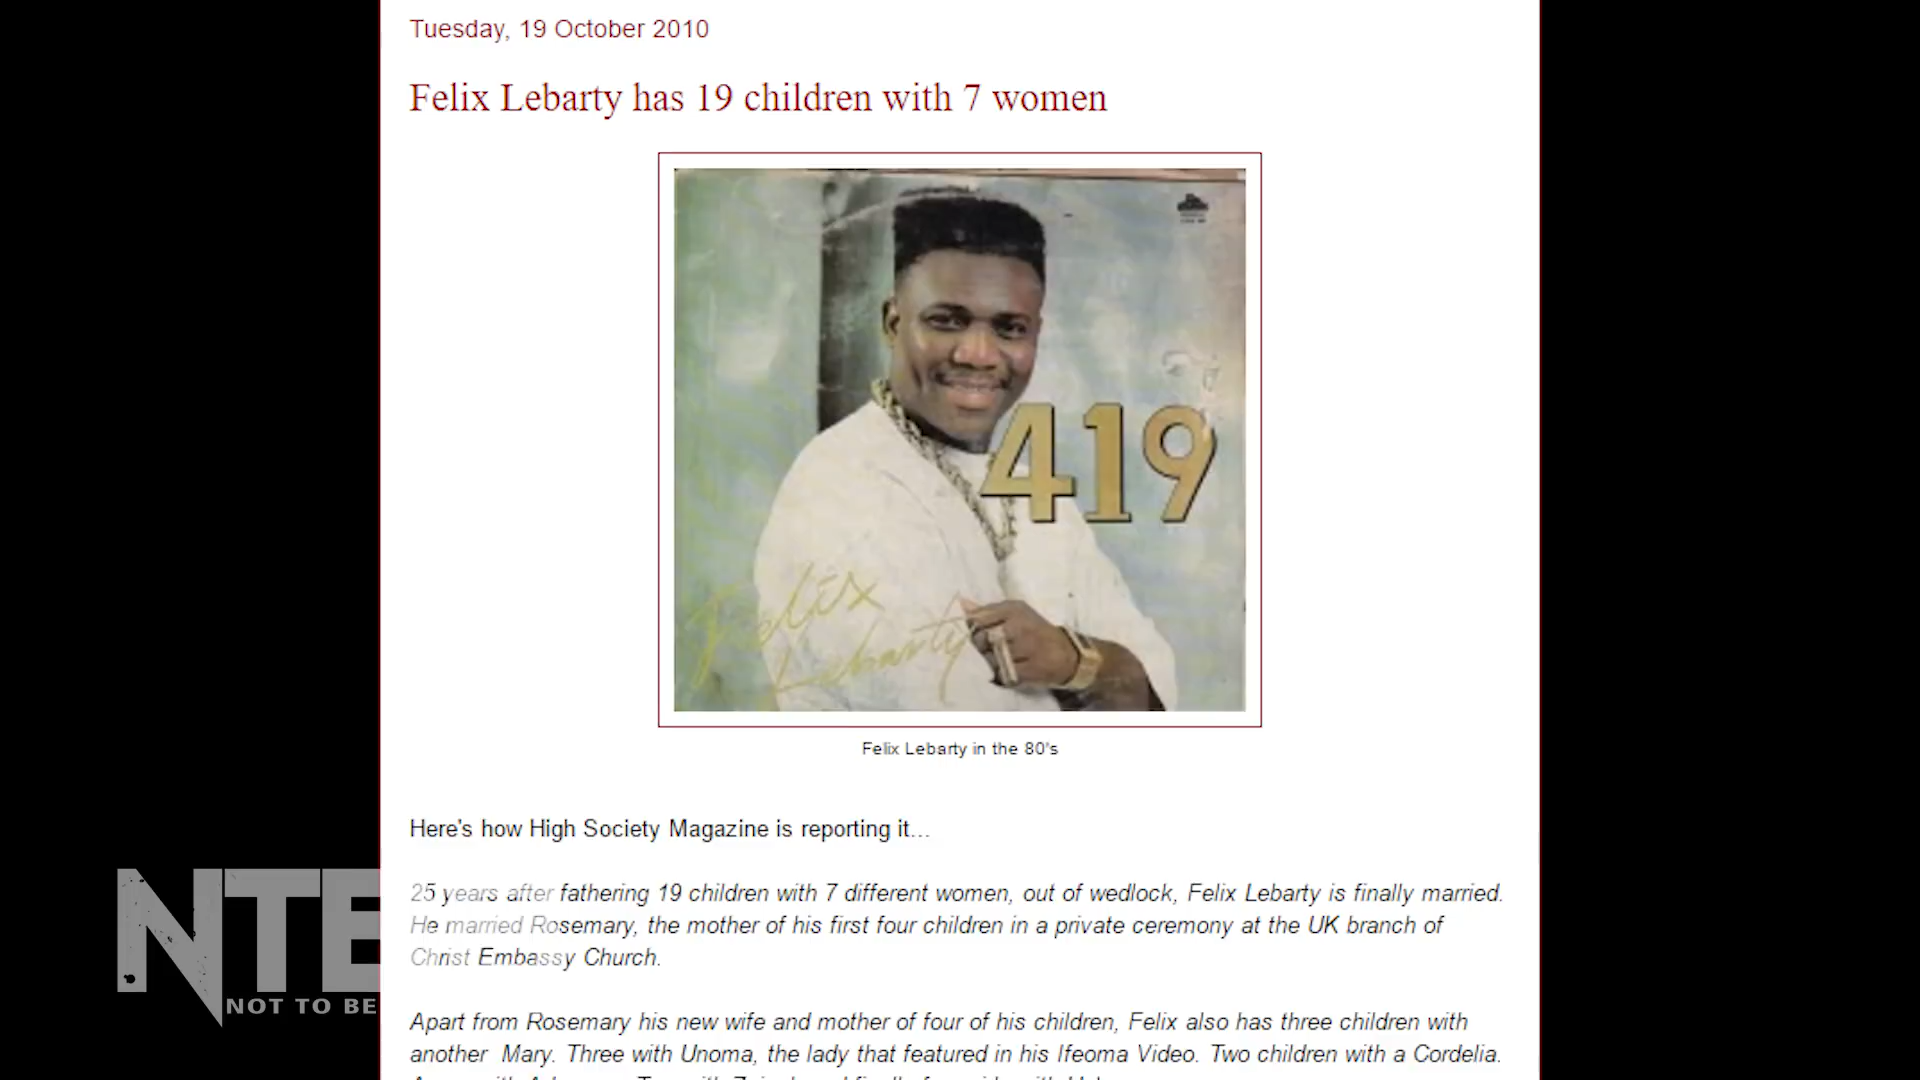 Tuesday, 19 October 2010
Felix Lebarty has 19 children with 7 women
419
Felix
Lebarty
Felix Lebarty in the 80's
Here's how High Society Magazine is reporting it...
25 years after fathering 19 children with 7 different women, out of wedlock, Felix Lebarty is finally married.
He married Rosemary, the mother of his first four children in a private ceremony at the UK branch of
Christ Embassy Church.
NTB
NOT TO BE
Apart from Rosemary his new wife and mother of four of his children, Felix also has three children with
another Mary. Three with Unoma, the lady that featured in his Ifeoma Video. Two children with a Cordelia.